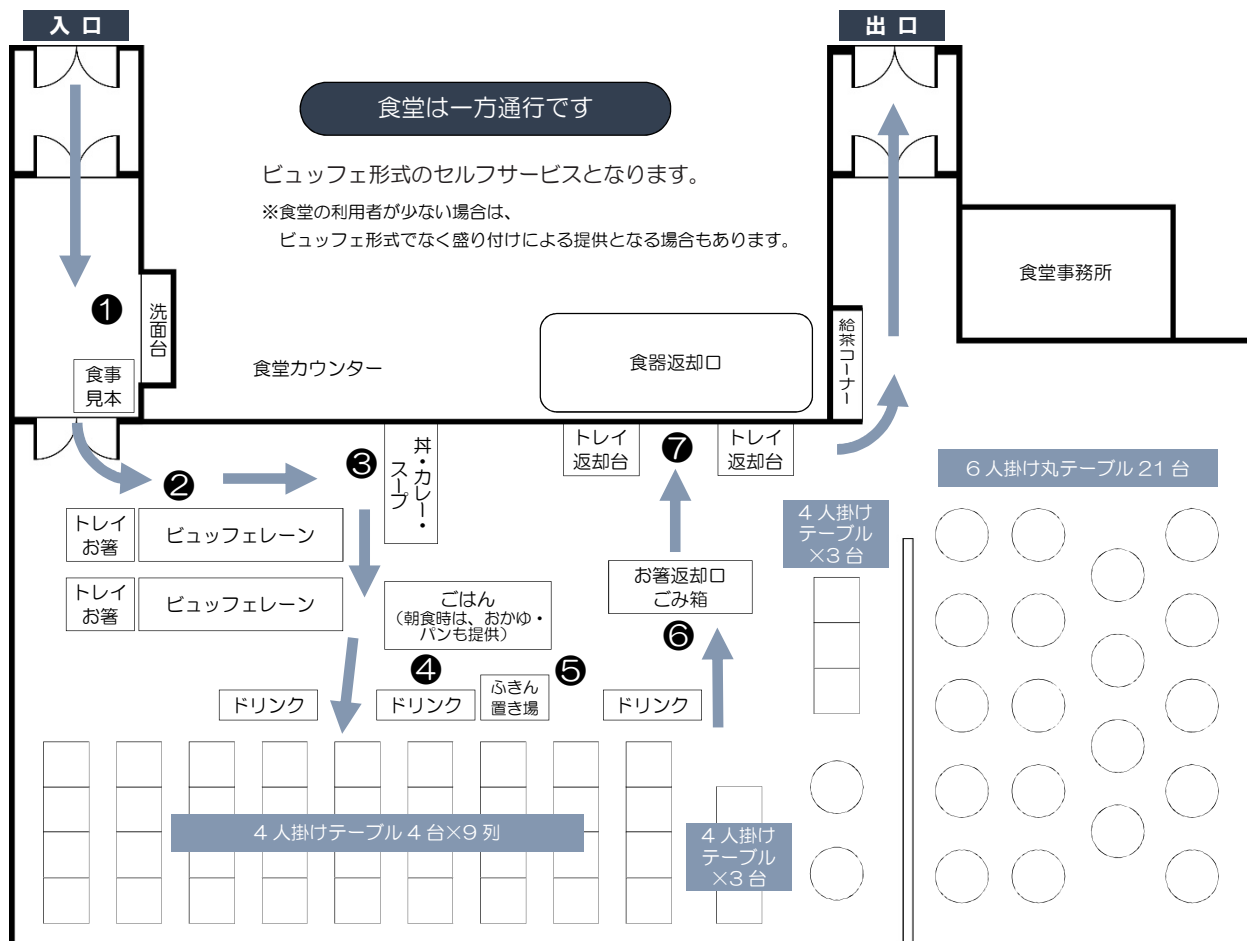 入 口
出 口
食堂は一方通行です
ビュッフェ形式のセルフサービスとなります。
※食堂の利用者が少ない場合は、
ビュッフェ形式でなく盛り付けによる提供となる場合もあります。
食堂事務所
❶
洗面台
食事
見本
食堂カウンター
食器返却口
給茶コーナー
❷
❸
丼・カレー・
スープ
トレイ
返却台
❼
トレイ
返却台
6 人掛け丸テーブル 21 台
トレイ
お箸
ビュッフェレーン
4 人掛け
テーブル
×3 台
トレイ
お箸
ビュッフェレーン
ごはん
（朝食時は、おかゆ・
パンも提供）
お箸返却口
ごみ箱
❹
❺
❻
ドリンク
ドリンク
ふきん
置き場
ドリンク
4 人掛けテーブル 4 台×9 列
4 人掛け
テーブル
×3 台